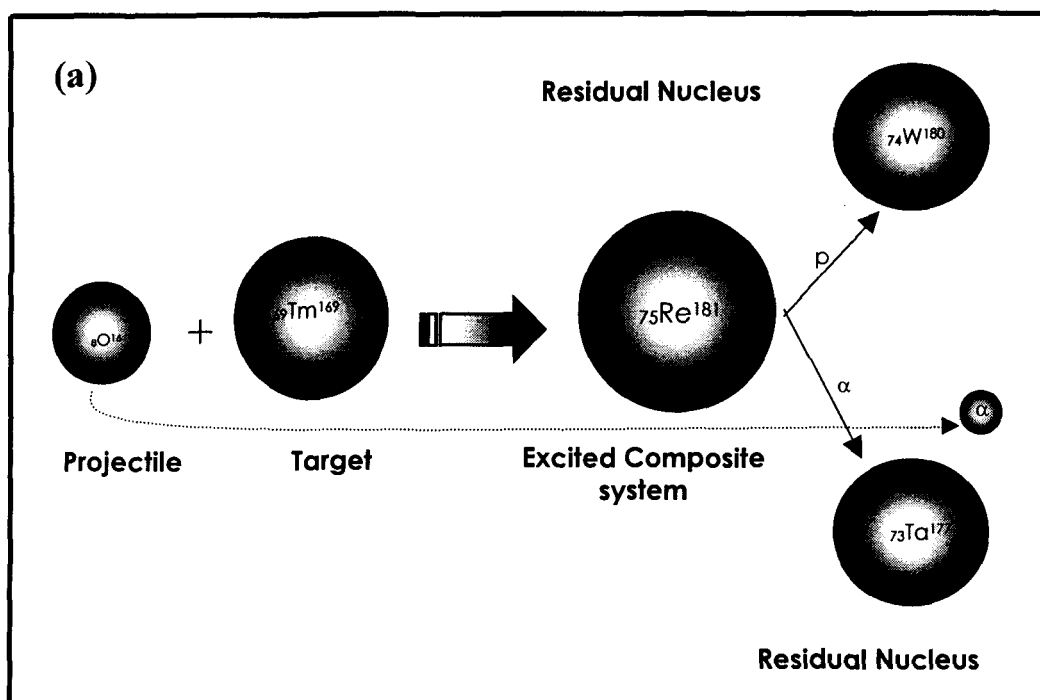 (a)
Residual Nucleus
₇₄W¹⁸⁰
p
₈O¹⁶
+
₆₉Tm¹⁶⁹
₇₅Re¹⁸¹
α
α
Projectile
Target
Excited Composite
system
₇₃Ta¹⁷⁷
Residual Nucleus